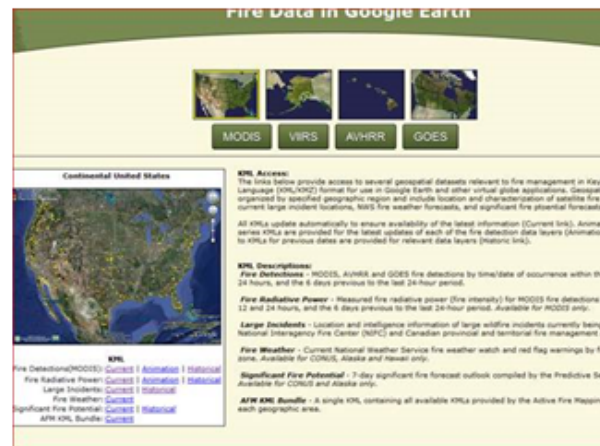 Fire Data in Google Earth
MODIS VIIRS AVHRR GOES
Continental United States
KML
Fire Detections(MODIS): Current | Animation | Historical
Fire Radiative Power: Current | Animation | Historical
Large Incidents: Current | Historical
Fire Weather: Current
Significant Fire Potential: Current | Historical
AFM KML Bundle: Current
KML Access:
The links below provide access to several geospatial datasets relevant to fire management in Key
Language (KML/KMZ) format for use in Google Earth and other virtual globe applications. Geospat
organized by specified geographic region and include location and characterization of satellite fire
current large incident locations, NWS fire weather forecasts, and significant fire potential forecasts
All KMLs update automatically to ensure availability of the latest information (Current link). Anima
series KMLs are provided for the latest updates of each of the fire detection data layers (Animatio
to KMLs for previous dates are provided for relevant data layers (Historic link).
KML Descriptions:
Fire Detections - MODIS, AVHRR and GOES fire detections by time/date of occurrence within th
24 hours, and the 6 days previous to the last 24-hour period.
Fire Radiative Power - Measured fire radiative power (fire intensity) for MODIS fire detections
12 and 24 hours, and the 6 days previous to the last 24-hour period. Available for MODIS only.
Large Incidents - Location and intelligence information of large wildfire incidents currently bein
National Interagency Fire Center (NIFC) and Canadian provincial and territorial fire management
Fire Weather - Current National Weather Service fire weather watch and red flag warnings by f
zone. Available for CONUS, Alaska and Hawaii only.
Significant Fire Potential - 7-day significant fire forecast outlook compiled by the Predictive Se
Available for CONUS and Alaska only.
AFM KML Bundle - A single KML containing all available KMLs provided by the Active Fire Mappin
each geographic area.